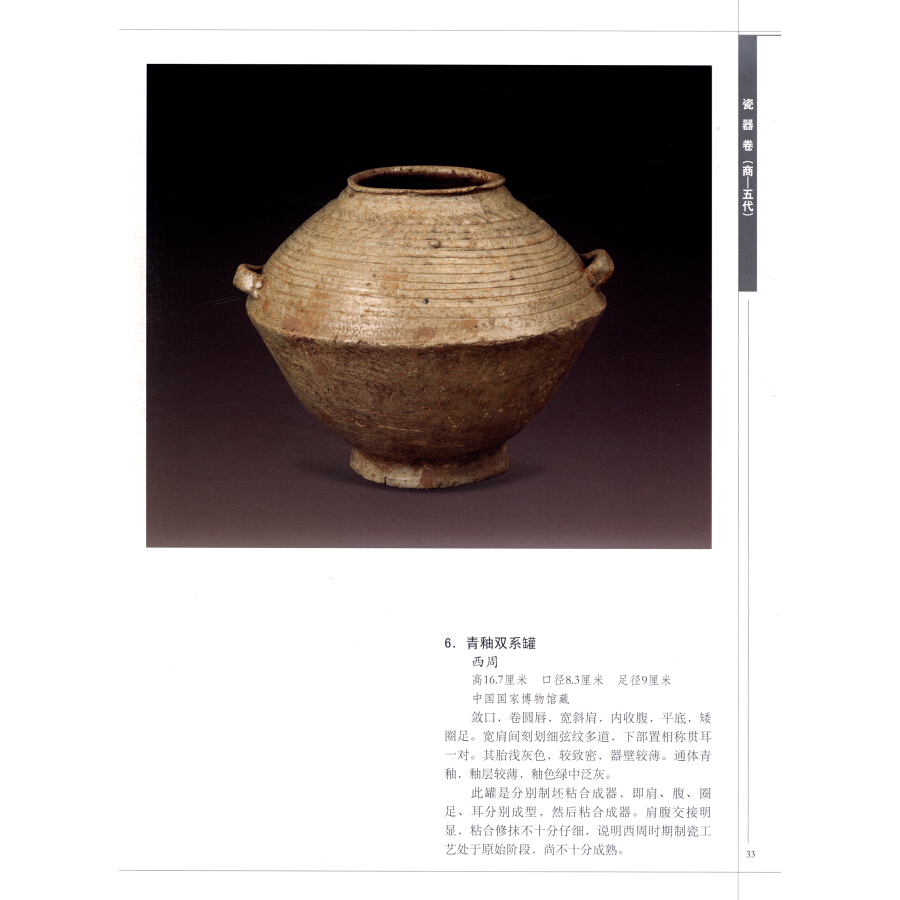 瓷器卷（商—五代）
6．青釉双系罐
西周
高16.7厘米　口径8.3厘米　足径9厘米
中国国家博物馆藏
敛口，卷圆唇，宽斜肩，内收腹，平底，矮
圈足。宽肩间刻划细弦纹多道，下部置相称贯耳
一对。其胎浅灰色，较致密，器壁较薄。通体青
釉，釉层较薄，釉色绿中泛灰。
此罐是分别制坯粘合成器，即肩、腹、圈
足、耳分别成型，然后粘合成器。肩腹交接明
显，粘合修抹不十分仔细，说明西周时期制瓷工
艺处于原始阶段，尚不十分成熟。
33